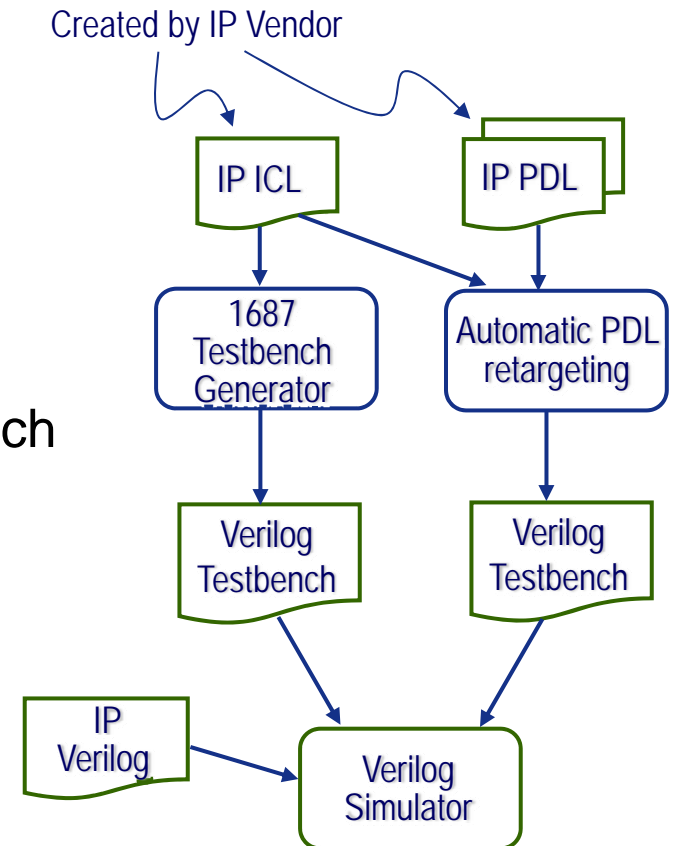 Created by IP Vendor
IP ICL
IP PDL
1687
Testbench
Generator
Automatic PDL
retargeting
ch
Verilog
Testbench
Verilog
Testbench
IP
Verilog
Verilog
Simulator